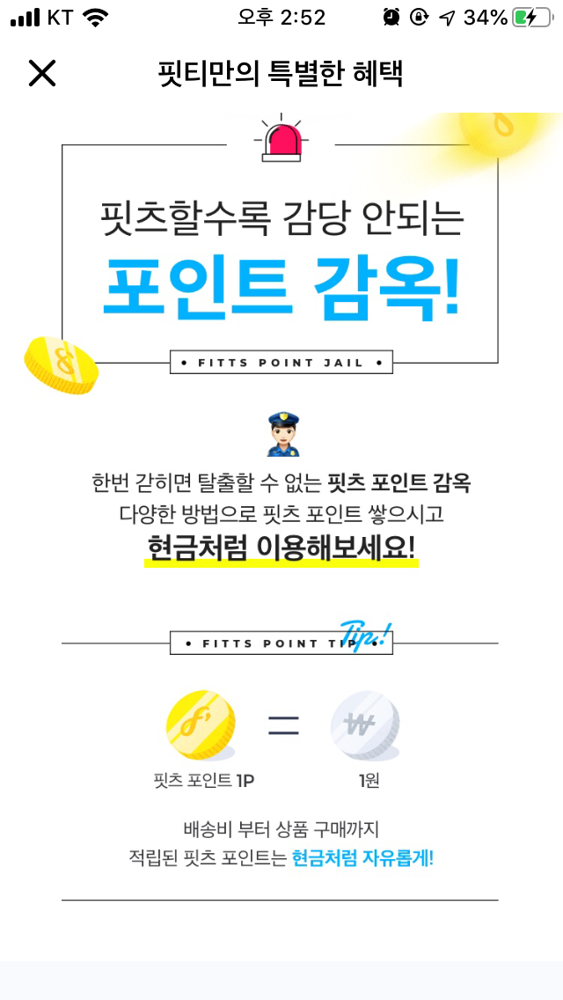 KT 오후 2:52 34%
핏티만의 특별한 혜택
핏츠할수록 감당 안되는
포인트 감옥!
• FITTS POINT JAIL •
한번 갇히면 탈출할 수 없는 핏츠 포인트 감옥
다양한 방법으로 핏츠 포인트 쌓으시고
현금처럼 이용해보세요!
Tip.!
• FITTS POINT TIP •
₩
핏츠 포인트 1P
1원
배송비 부터 상품 구매까지
적립된 핏츠 포인트는 현금처럼 자유롭게!